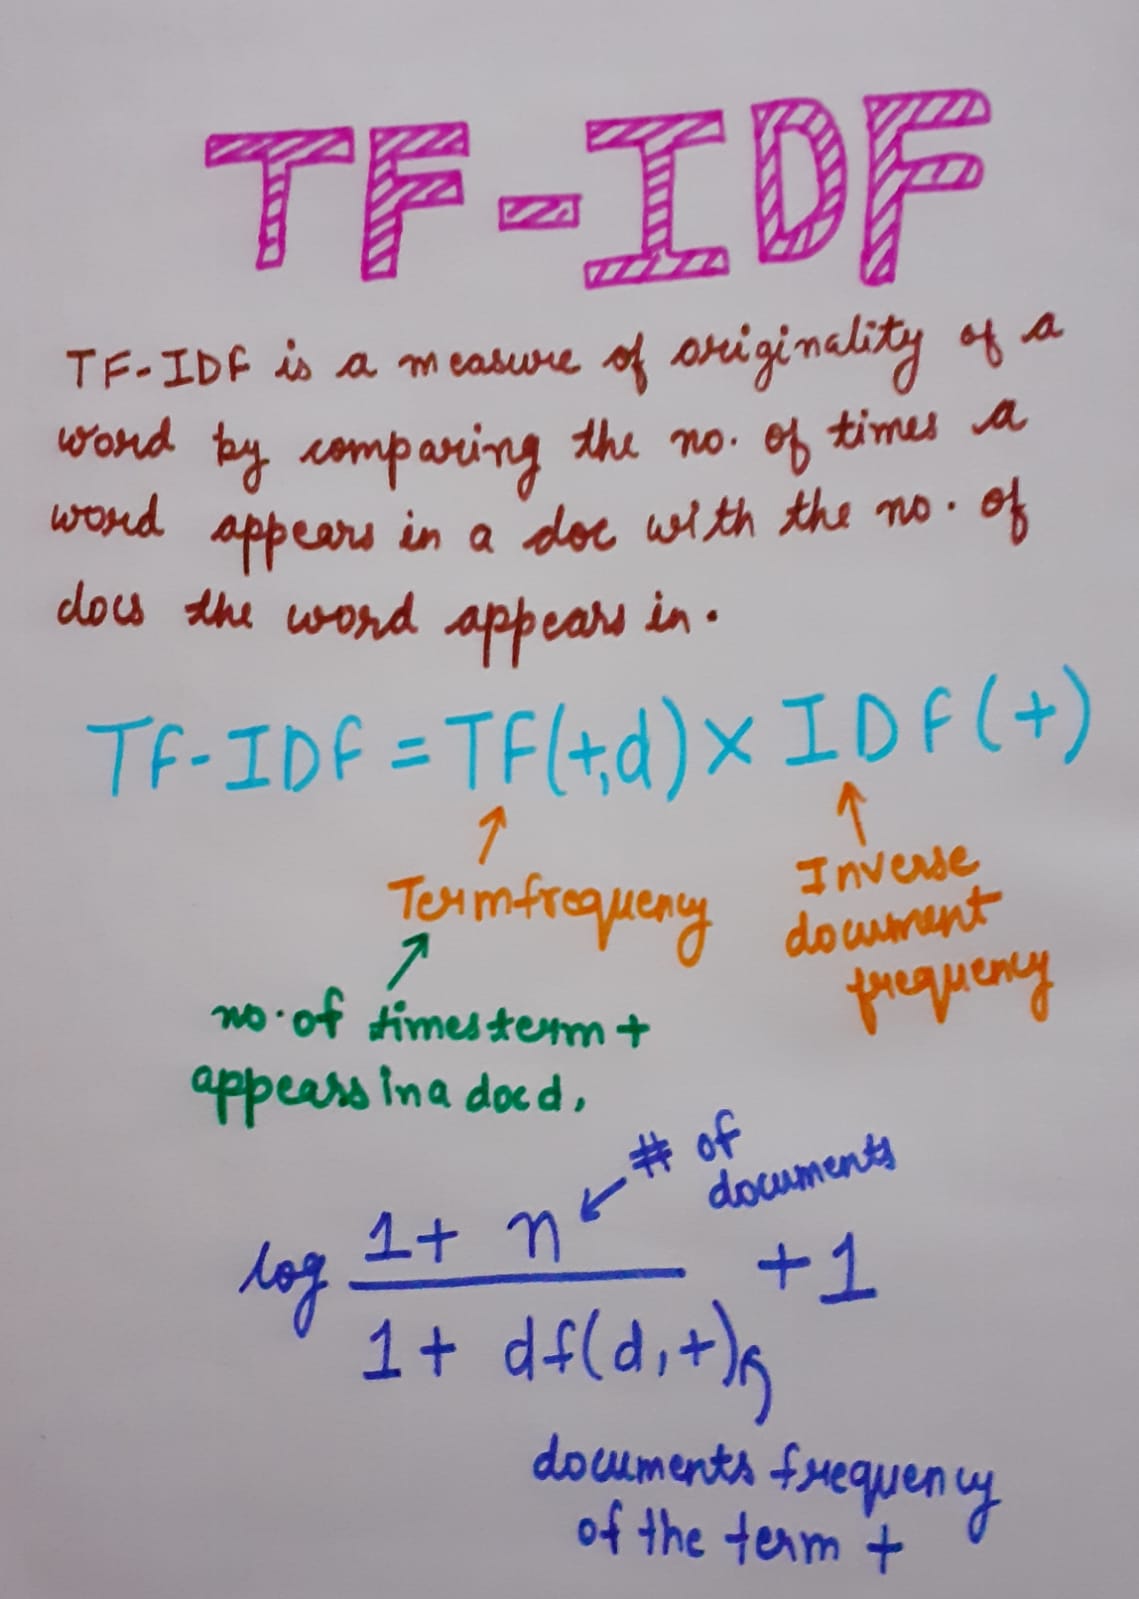 TF-IDF
TF-IDF is a measure of originality of a
word by comparing the no. of times a
word appears in a doc with the no. of
docs the word appears in.
TF-IDF = TF(t,d) × IDF(t)
Term frequency
Inverse
document
frequency
no. of times term t
appears in a doc d.
# of
documents
log (1 + n) / (1 + df(d,t)) + 1
documents frequency
of the term t